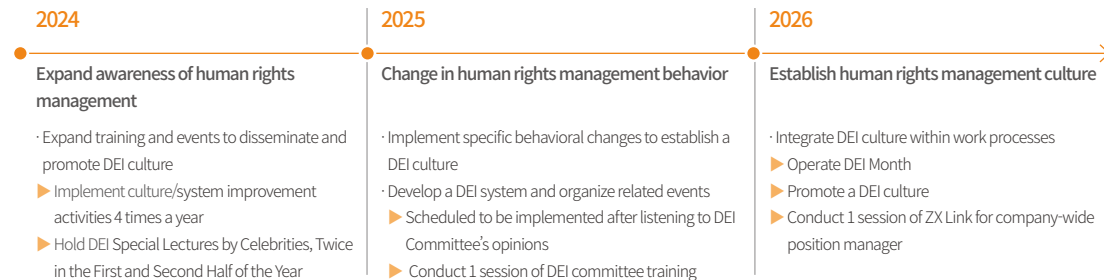 2024
Expand awareness of human rights
management
· Expand training and events to disseminate and
promote DEI culture
▶ Implement culture/system improvement
activities 4 times a year
▶ Hold DEI Special Lectures by Celebrities, Twice
in the First and Second Half of the Year
2025
Change in human rights management behavior
· Implement specific behavioral changes to establish a
DEI culture
· Develop a DEI system and organize related events
▶ Scheduled to be implemented after listening to DEI
Committee's opinions
▶ Conduct 1 session of DEI committee training
2026
Establish human rights management culture
· Integrate DEI culture within work processes
▶ Operate DEI Month
▶ Promote a DEI culture
▶ Conduct 1 session of ZX Link for company-wide
position manager